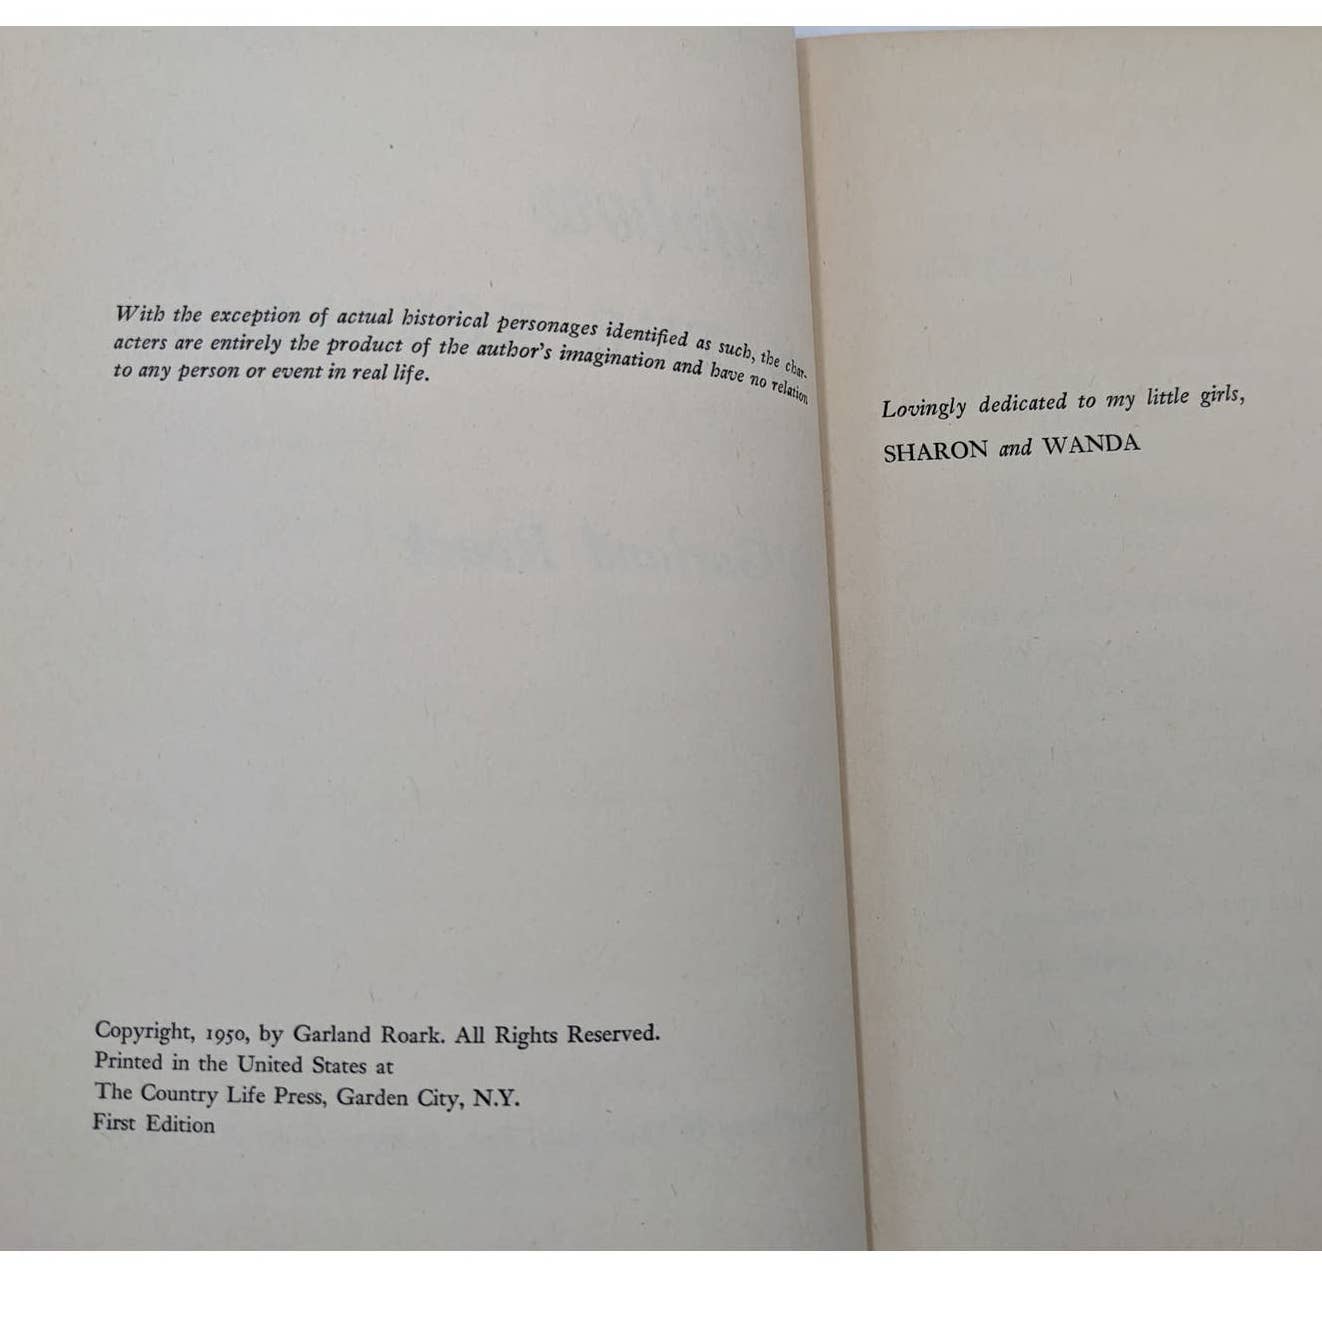 With the exception of actual historical personages identified as such, the char-
acters are entirely the product of the author's imagination and have no relation
to any person or event in real life.
Copyright, 1950, by Garland Roark. All Rights Reserved.
Printed in the United States at
The Country Life Press, Garden City, N.Y.
First Edition
Lovingly dedicated to my little girls,
SHARON and WANDA